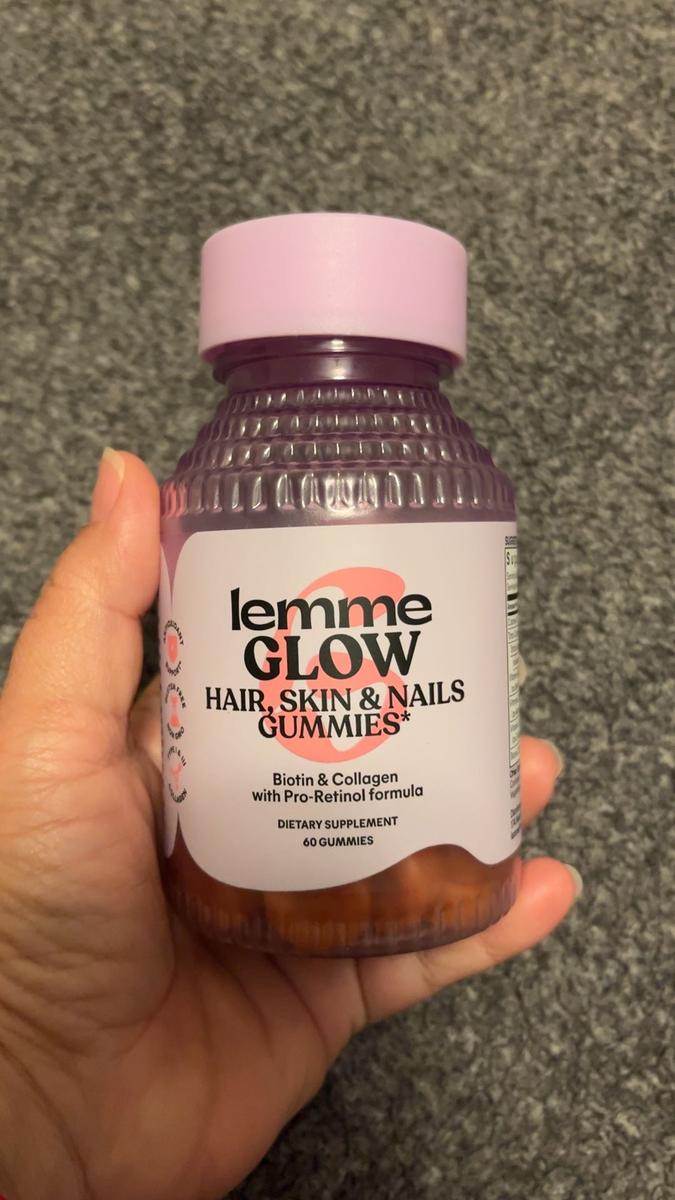 lemme
GLOW
HAIR, SKIN & NAILS
GUMMIES*
Biotin & Collagen
with Pro-Retinol formula
DIETARY SUPPLEMENT
60 GUMMIES